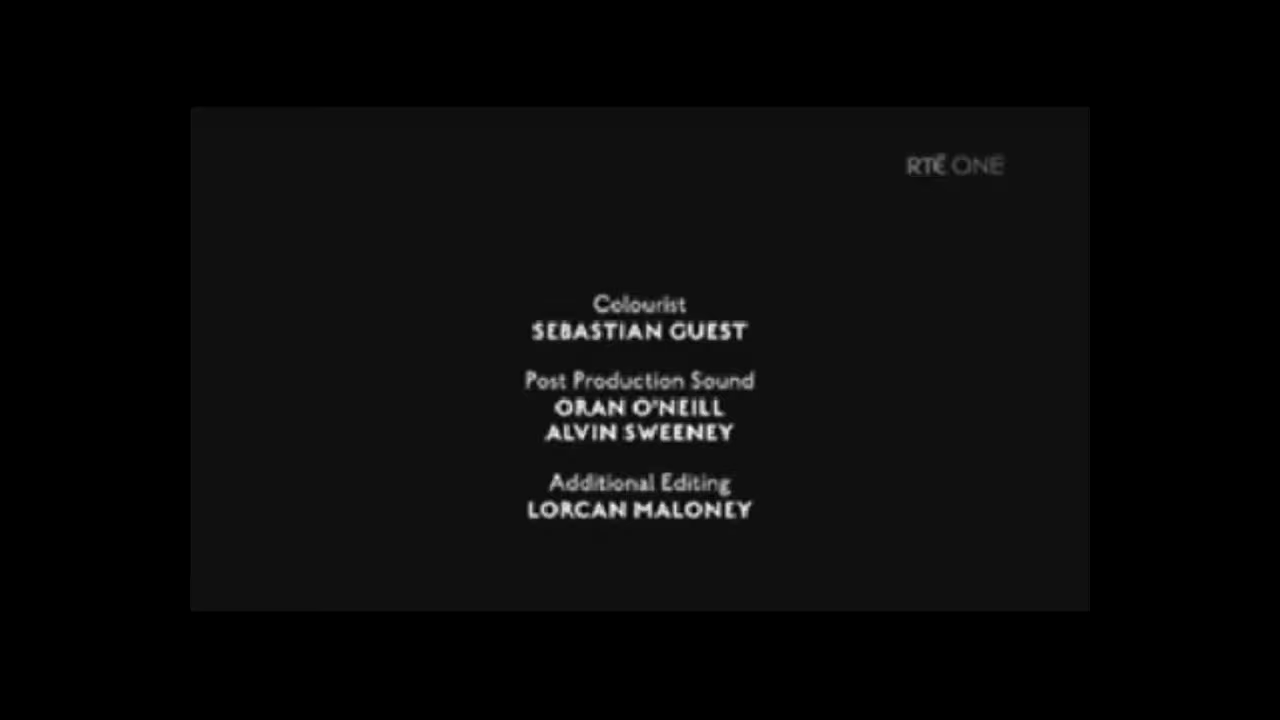 RTÉ ONE
Colourist
SEBASTIAN GUEST
Post Production Sound
ORAN O'NEILL
ALVIN SWEENEY
Additional Editing
LORCAN MALONEY